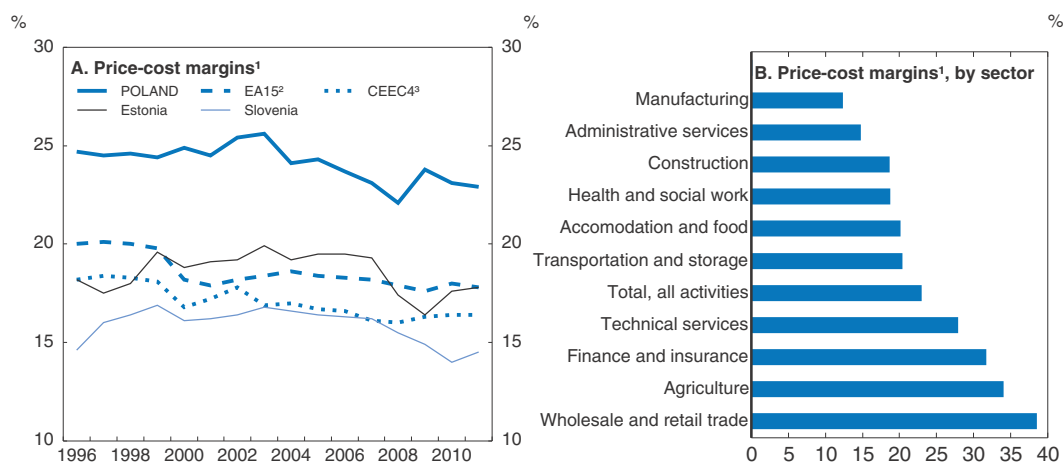 %
%
30
30
A. Price-cost margins¹
POLAND
EA15²
CEEC4³
Estonia
Slovenia
25
25
20
20
15
15
10
10
1996
1998
2000
2002
2004
2006
2008
2010
%
B. Price-cost margins¹, by sector
Manufacturing
Administrative services
Construction
Health and social work
Accomodation and food
Transportation and storage
Total, all activities
Technical services
Finance and insurance
Agriculture
Wholesale and retail trade
0
5
10
15
20
25
30
35
40